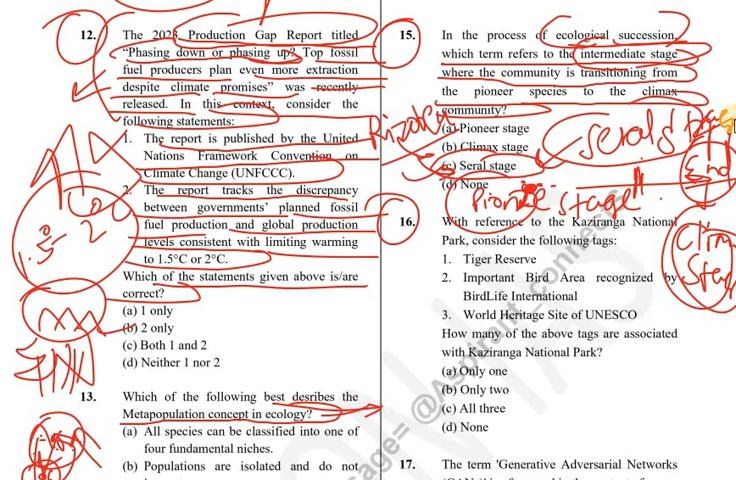 12. The 2023 Production Gap Report titled
"Phasing down or phasing up? Top fossil
fuel producers plan even more extraction
despite climate promises" was recently
released. In this context, consider the
following statements:
1. The report is published by the United
Nations Framework Convention on
Climate Change (UNFCCC).
2. The report tracks the discrepancy
between governments' planned fossil
fuel production and global production
levels consistent with limiting warming
to 1.5°C or 2°C.
Which of the statements given above is/are
correct?
(a) 1 only
(b) 2 only
(c) Both 1 and 2
(d) Neither 1 nor 2
13. Which of the following best desribes the
Metapopulation concept in ecology?
(a) All species can be classified into one of
four fundamental niches.
(b) Populations are isolated and do not
1.5- 2
15. In the process of ecological succession,
which term refers to the intermediate stage
where the community is transitioning from
the pioneer species to the climax
community?
(a) Pioneer stage
(b) Climax stage
(c) Seral stage
(d) None
Seral stage
End
stage"
16. With reference to the Kaziranga National
Park, consider the following tags:
1. Tiger Reserve
2. Important Bird Area recognized by
BirdLife International
3. World Heritage Site of UNESCO
How many of the above tags are associated
with Kaziranga National Park?
(a) Only one
(b) Only two
(c) All three
(d) None
17. The term 'Generative Adversarial Networks
@Aspirant_connects